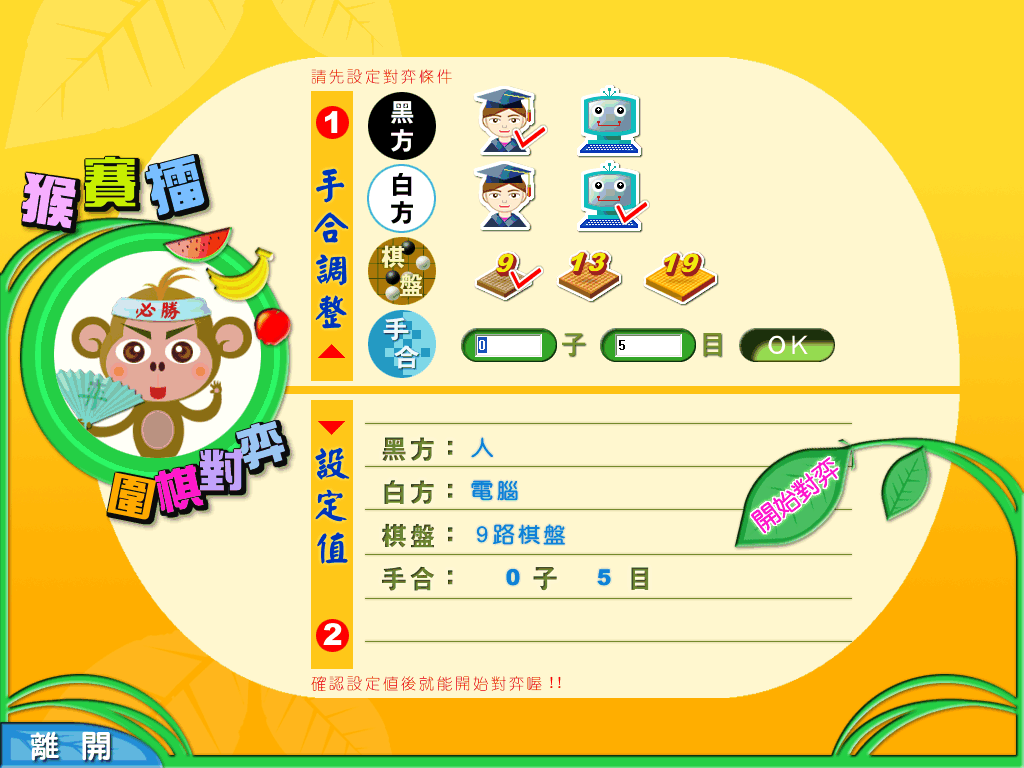 請先設定對弈條件
1
手合調整
黑方
白方
棋盤
9 13 19
手合
0 子 5 目 OK
猴賽擂
必勝
圍棋對弈
設定值
2
黑方：人
白方：電腦
棋盤：9路棋盤
手合： 0 子 5 目
開始對弈
確認設定值後就能開始對弈喔!!
離開